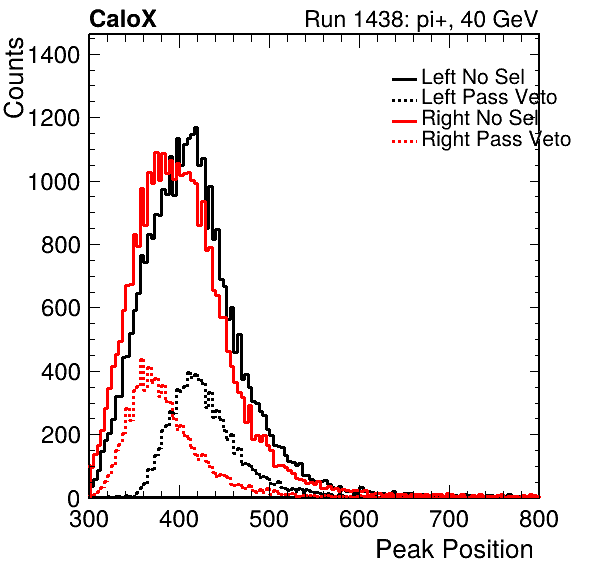 CaloX Run 1438: pi+, 40 GeV
Counts
1400
1200
1000
800
600
400
200
0
Left No Sel
Left Pass Veto
Right No Sel
Right Pass Veto
300 400 500 600 700 800
Peak Position